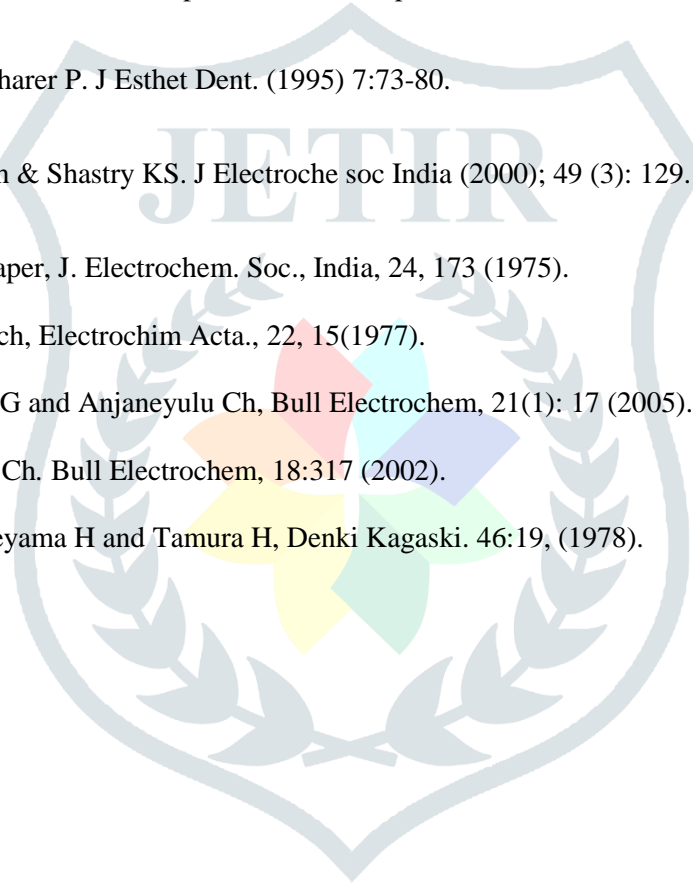 harer P. J Esthet Dent. (1995) 7:73-80.
JETIR
& Shastry KS. J Electroche soc India (2000); 49 (3): 129.
aper, J. Electrochem. Soc., India, 24, 173 (1975).
ch, Electrochim Acta., 22, 15(1977).
G and Anjaneyulu Ch, Bull Electrochem, 21(1): 17 (2005).
Ch. Bull Electrochem, 18:317 (2002).
eyama H and Tamura H, Denki Kagaski. 46:19, (1978).